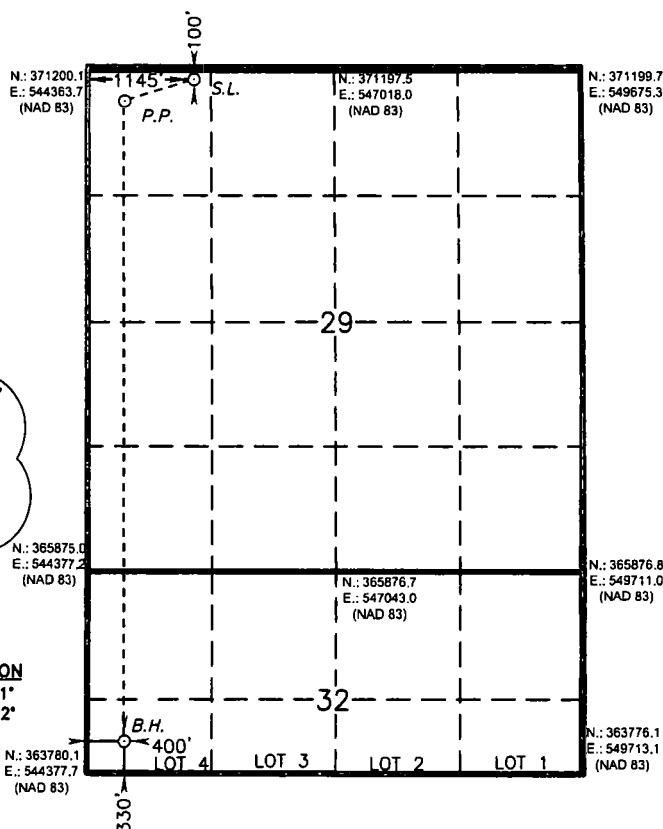 100'
N.: 371200.1
E.: 544363.7
(NAD 83)
1145'
S.L.
P.P.
N.: 371197.5
E.: 547018.0
(NAD 83)
N.: 371199.7
E.: 549675.3
(NAD 83)
29
N.: 365875.0
E.: 544377.2
(NAD 83)
N.: 365876.7
E.: 547043.0
(NAD 83)
N.: 365876.8
E.: 549711.0
(NAD 83)
ON
1°
2°
32
B.H.
400'
N.: 363780.1
E.: 544377.7
(NAD 83)
LOT 4
LOT 3
LOT 2
LOT 1
N.: 363776.1
E.: 549713.1
(NAD 83)
330'